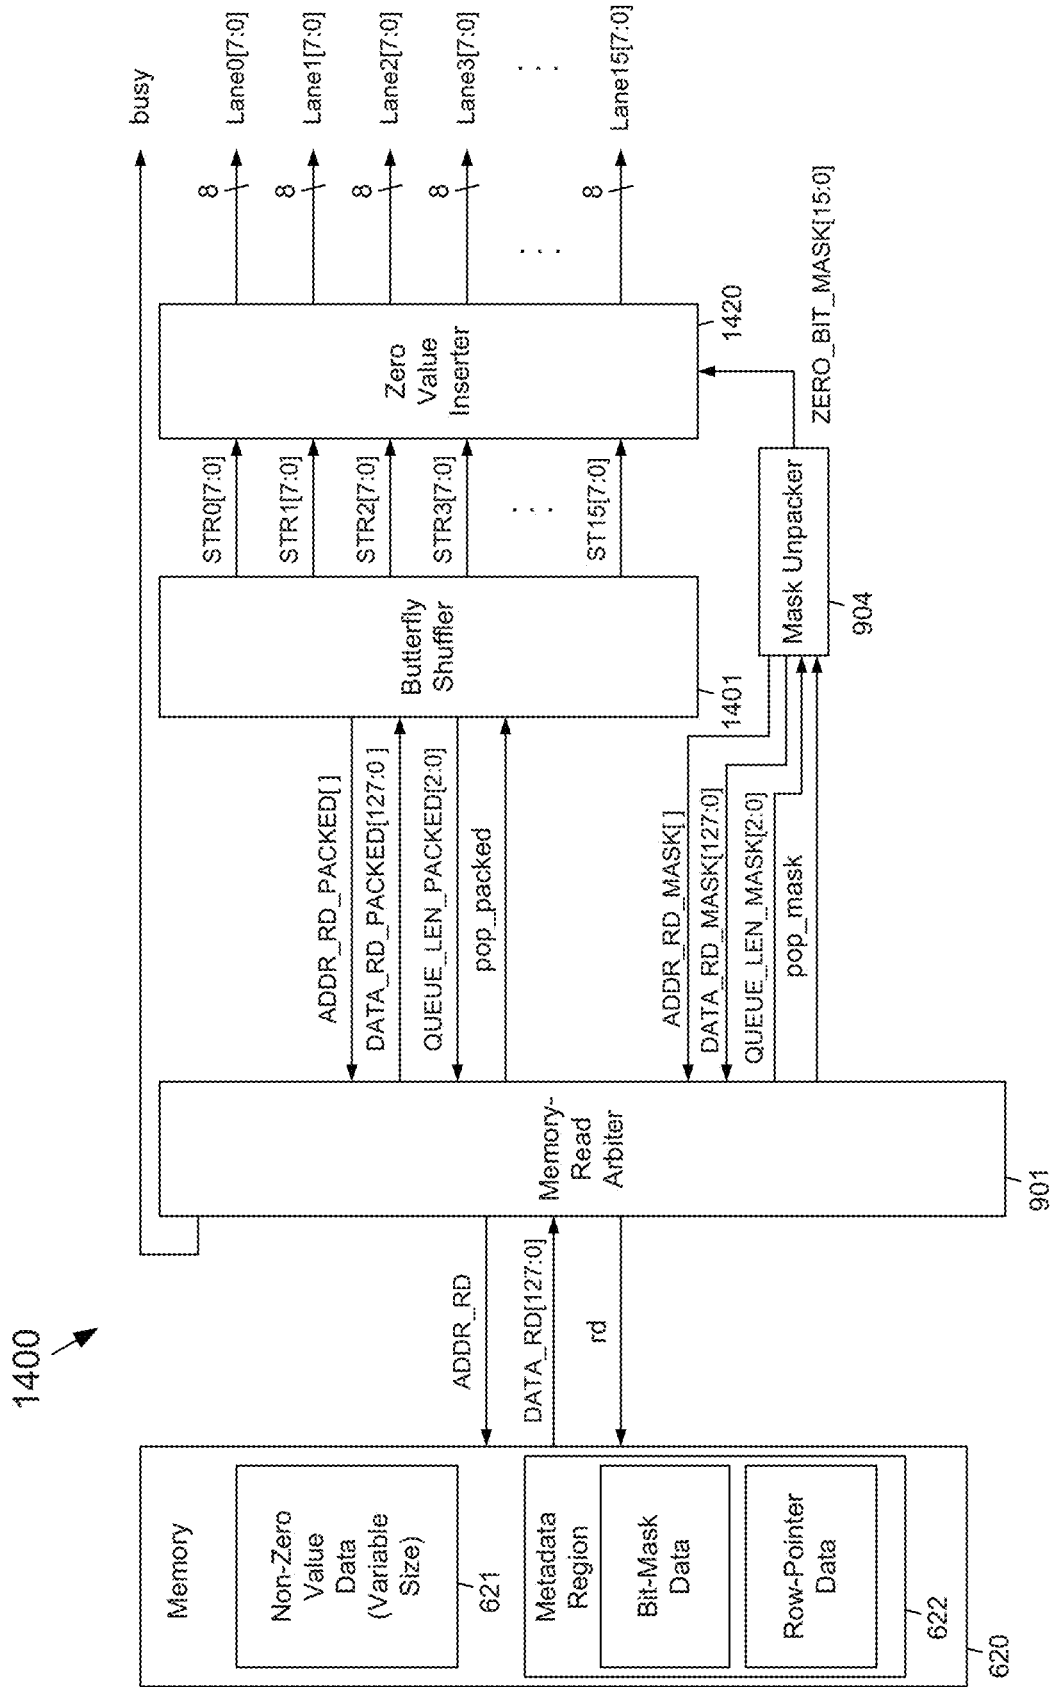 1400
Memory
Non-Zero
Value
Data
(Variable
Size)
621
Metadata
Region
Bit-Mask
Data
Row-Pointer
Data
622
620
ADDR_RD
DATA_RD[127:0]
rd
Memory-
Read
Arbiter
901
busy
ADDR_RD_PACKED[ ]
DATA_RD_PACKED[127:0 ]
QUEUE_LEN_PACKED[2:0]
pop_packed
ADDR_RD_MASK[ ]
DATA_RD_MASK[127:0]
QUEUE_LEN_MASK[2:0]
pop_mask
Butterfly
Shuffler
1401
Mask Unpacker
904
STR0[7:0]
STR1[7:0]
STR2[7:0]
STR3[7:0]
. . .
ST15[7:0]
Zero
Value
Inserter
1420
ZERO_BIT_MASK[15:0]
8
8
8
8
. . .
8
Lane0[7:0]
Lane1[7:0]
Lane2[7:0]
Lane3[7:0]
. . .
Lane15[7:0]